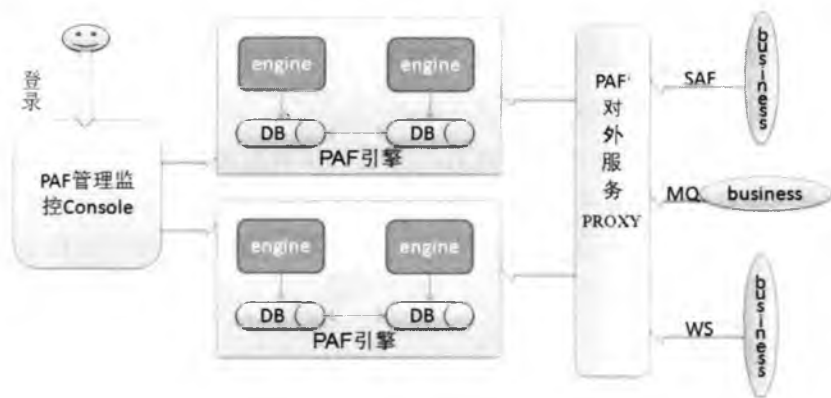 登录
PAF管理监
控Console
engine
engine
DB
DB
PAF引擎
engine
engine
DB
DB
PAF引擎
PAF
对
外
服
务
PROXY
SAF
business
MQ
business
WS
business